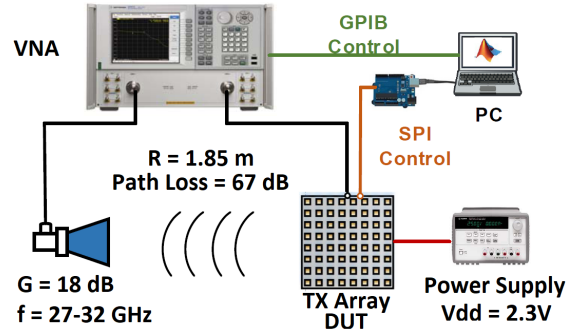 VNA
GPIB
Control
PC
SPI
Control
R = 1.85 m
Path Loss = 67 dB
G = 18 dB
f = 27-32 GHz
TX Array
DUT
Power Supply
Vdd = 2.3V